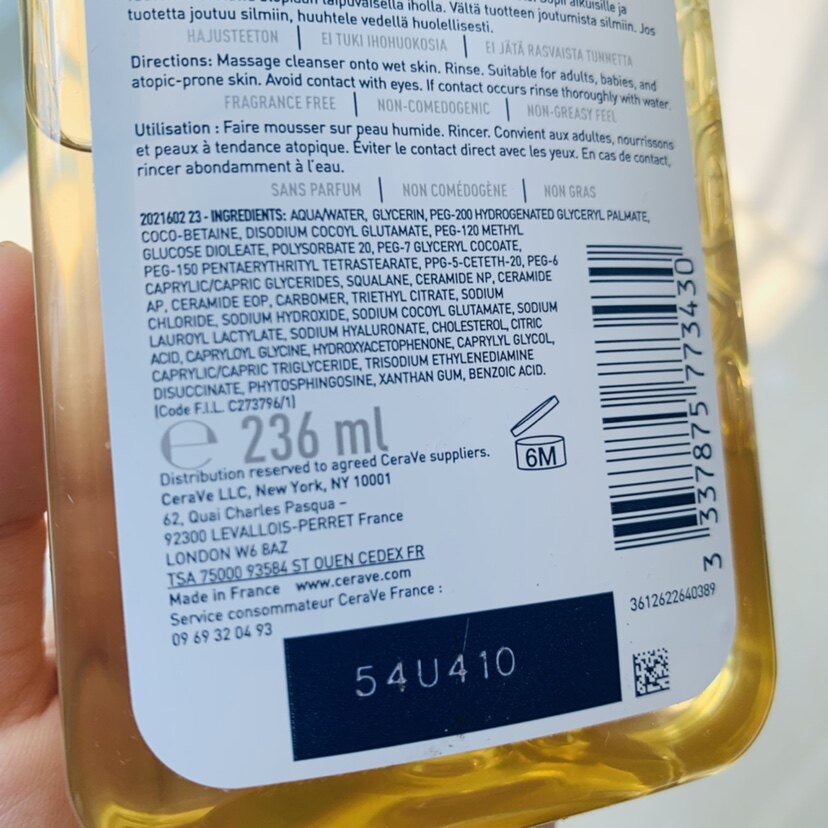 taipuvaisella iholla. Vältä tuotteen joutumista silmiin. Jos
tuotetta joutuu silmiin, huuhtele vedellä huolellisesti.
HAJUSTEETON | EI TUKI IHOHUOKOSIA | EI JÄTÄ RASVAISTA TUNNETTA
Directions: Massage cleanser onto wet skin. Rinse. Suitable for adults, babies, and
atopic-prone skin. Avoid contact with eyes. If contact occurs rinse thoroughly with water.
FRAGRANCE FREE | NON-COMEDOGENIC | NON-GREASY FEEL
Utilisation : Faire mousser sur peau humide. Rincer. Convient aux adultes, nourrissons
et peaux à tendance atopique. Éviter le contact direct avec les yeux. En cas de contact,
rincer abondamment à l'eau.
SANS PARFUM | NON COMÉDOGÈNE | NON GRAS
2021602 23 - INGREDIENTS: AQUA/WATER, GLYCERIN, PEG-200 HYDROGENATED GLYCERYL PALMATE,
COCO-BETAINE, DISODIUM COCOYL GLUTAMATE, PEG-120 METHYL
GLUCOSE DIOLEATE, POLYSORBATE 20, PEG-7 GLYCERYL COCOATE,
PEG-150 PENTAERYTHRITYL TETRASTEARATE, PPG-5-CETETH-20, PEG-6
CAPRYLIC/CAPRIC GLYCERIDES, SQUALANE, CERAMIDE NP, CERAMIDE
AP, CERAMIDE EOP, CARBOMER, TRIETHYL CITRATE, SODIUM
CHLORIDE, SODIUM HYDROXIDE, SODIUM COCOYL GLUTAMATE, SODIUM
LAUROYL LACTYLATE, SODIUM HYALURONATE, CHOLESTEROL, CITRIC
ACID, CAPRYLOYL GLYCINE, HYDROXYACETOPHENONE, CAPRYLYL GLYCOL,
CAPRYLIC/CAPRIC TRIGLYCERIDE, TRISODIUM ETHYLENEDIAMINE
DISUCCINATE, PHYTOSPHINGOSINE, XANTHAN GUM, BENZOIC ACID.
(Code F.I.L. C273796/1)
℮ 236 ml
6M
Distribution reserved to agreed CeraVe suppliers.
CeraVe LLC, New York, NY 10001
62, Quai Charles Pasqua –
92300 LEVALLOIS-PERRET France
LONDON W6 8AZ
TSA 75000 93584 ST OUEN CEDEX FR
Made in France www.cerave.com
Service consommateur CeraVe France :
09 69 32 04 93
3 337875 773430
3612622640389
54U410